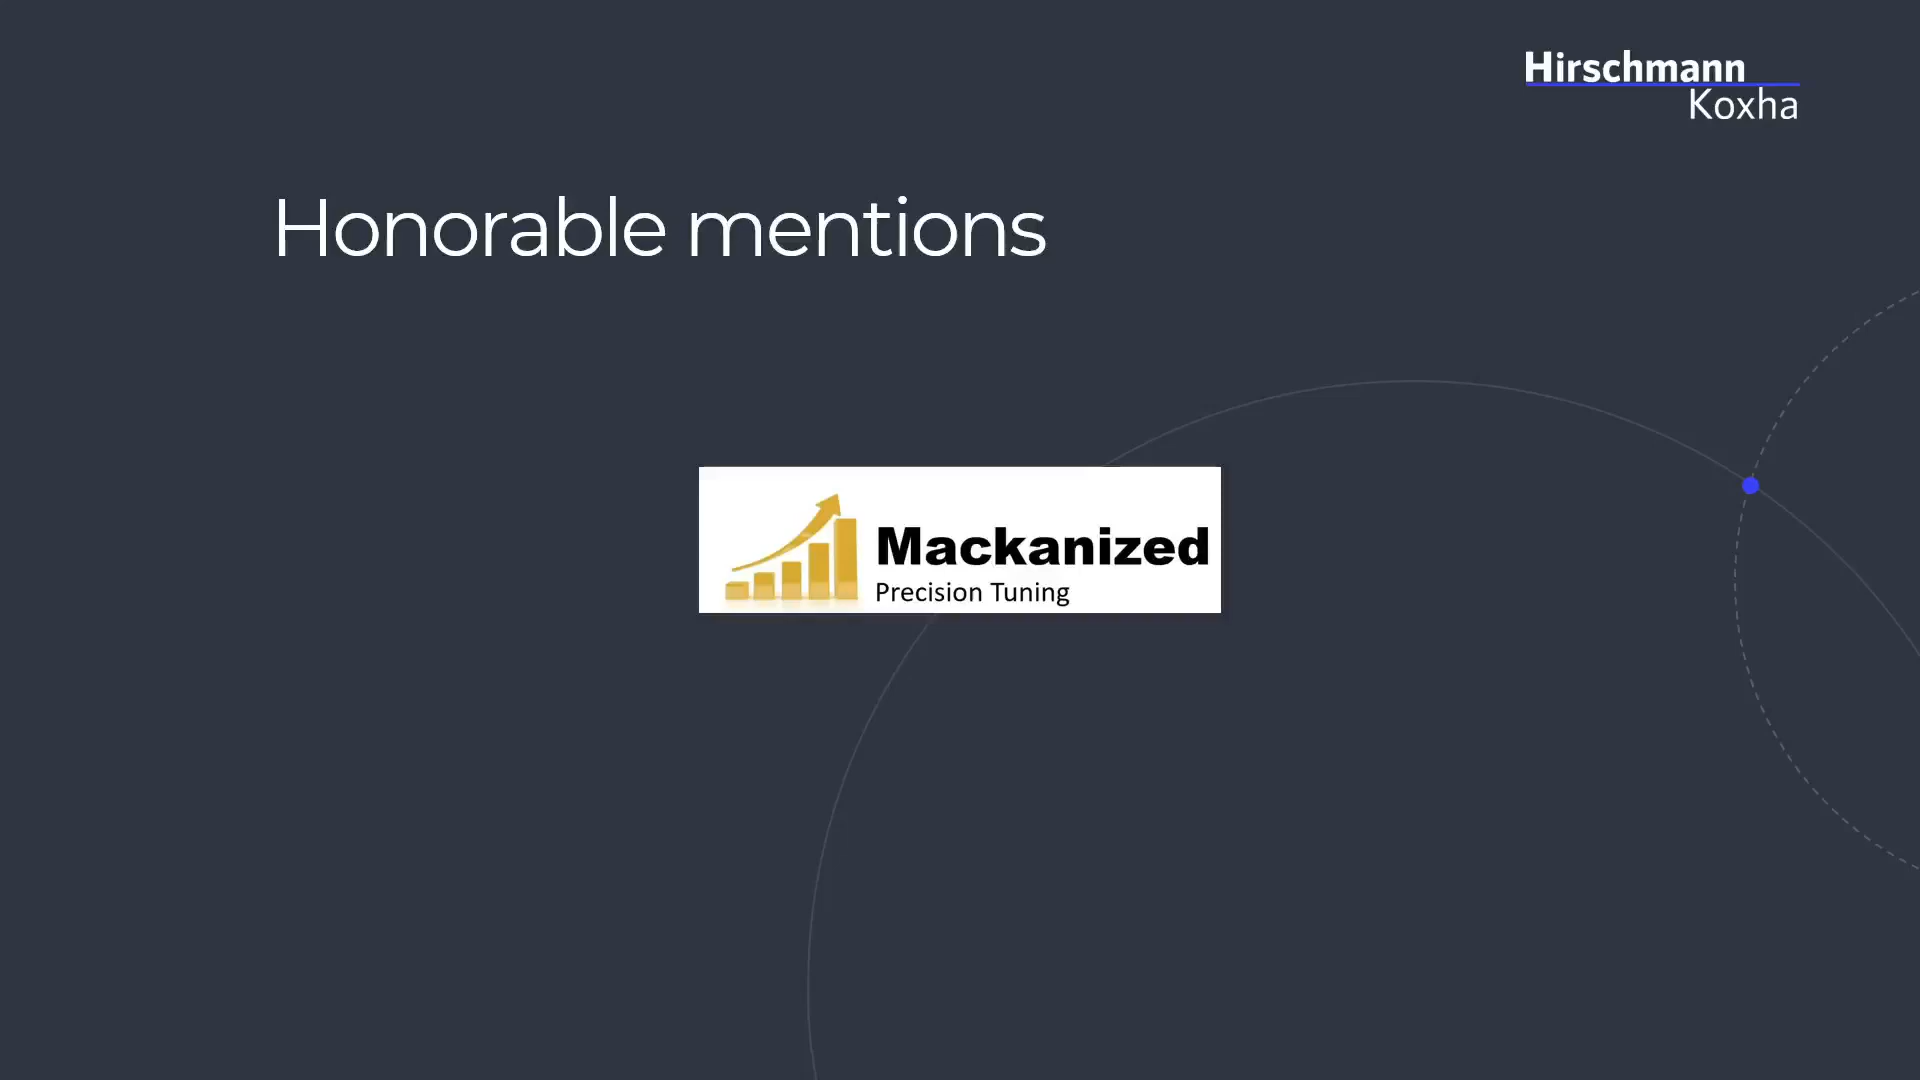 Hirschmann
Koxha
Honorable mentions
Mackanized
Precision Tuning